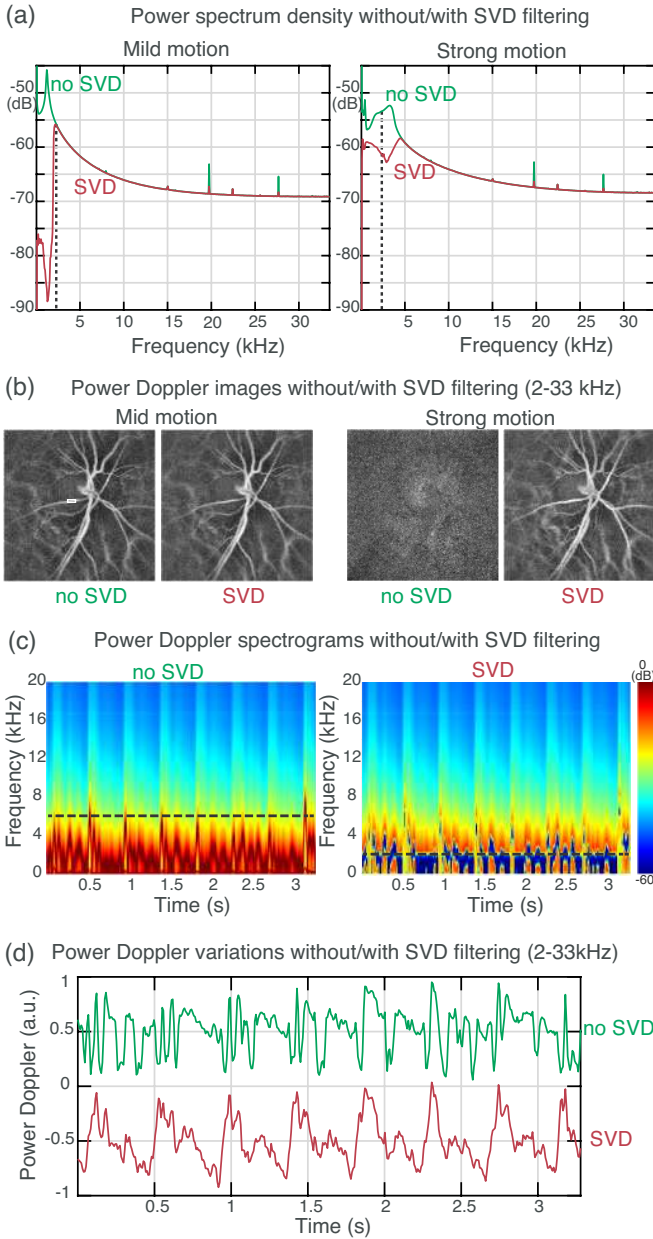 (a) Power spectrum density without/with SVD filtering
Mild motion
Strong motion
-50
(dB)
-60
-70
-80
-90
no SVD
SVD
5 10 15 20 25 30
Frequency (kHz)
-50
(dB)
-60
-70
-80
-90
no SVD
SVD
5 10 15 20 25 30
Frequency (kHz)
(b) Power Doppler images without/with SVD filtering (2-33 kHz)
Mid motion
Strong motion
no SVD
SVD
no SVD
SVD
(c) Power Doppler spectrograms without/with SVD filtering
no SVD
SVD
Frequency (kHz)
20
16
12
8
4
0
0.5 1 1.5 2 2.5 3
Time (s)
Frequency (kHz)
20
16
12
8
4
0
0.5 1 1.5 2 2.5 3
Time (s)
0
(dB)
-60
(d) Power Doppler variations without/with SVD filtering (2-33kHz)
Power Doppler (a.u.)
1
0.5
0
-0.5
-1
no SVD
SVD
0.5 1 1.5 2 2.5 3
Time (s)